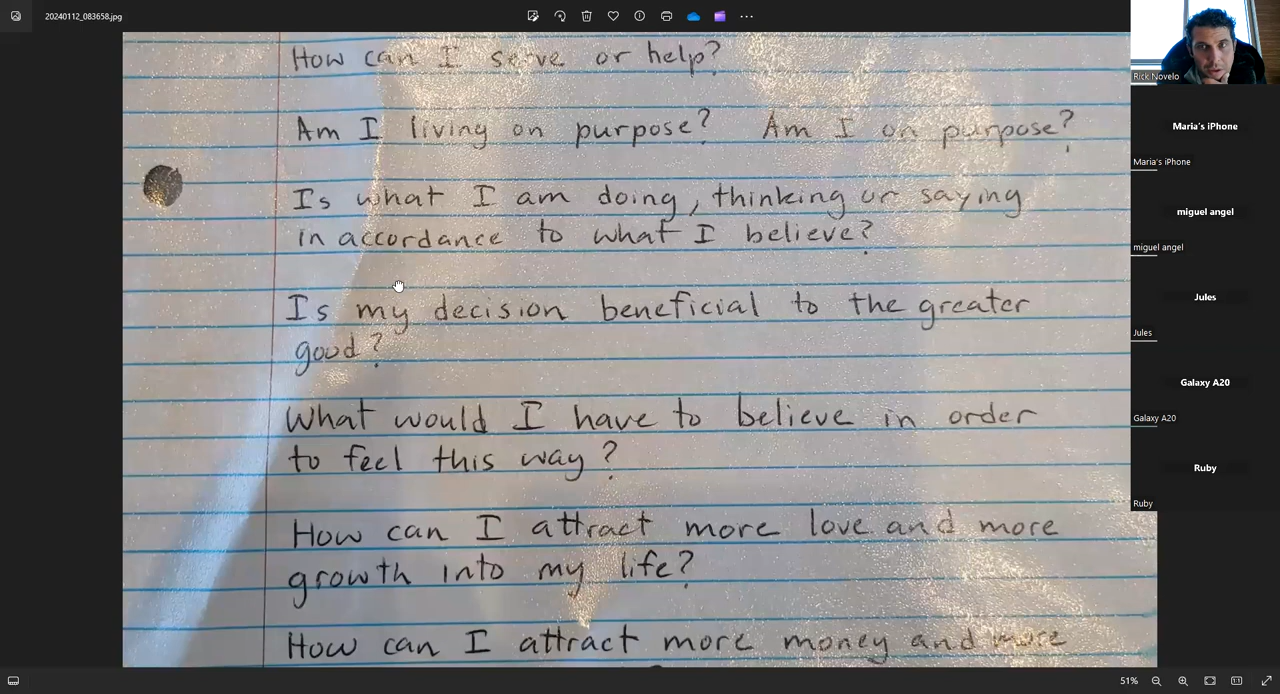 20240112_083658.jpg
How can I serve or help?
Am I living on purpose? Am I on purpose?
Is what I am doing, thinking or saying
in accordance to what I believe?
Is my decision beneficial to the greater
good?
What would I have to believe in order
to feel this way?
How can I attract more love and more
growth into my life?
How can I attract more money and more
Rick Novelo
Maria's iPhone
Maria's iPhone
miguel angel
miguel angel
Jules
Jules
Galaxy A20
Galaxy A20
Ruby
Ruby
51%
1:1